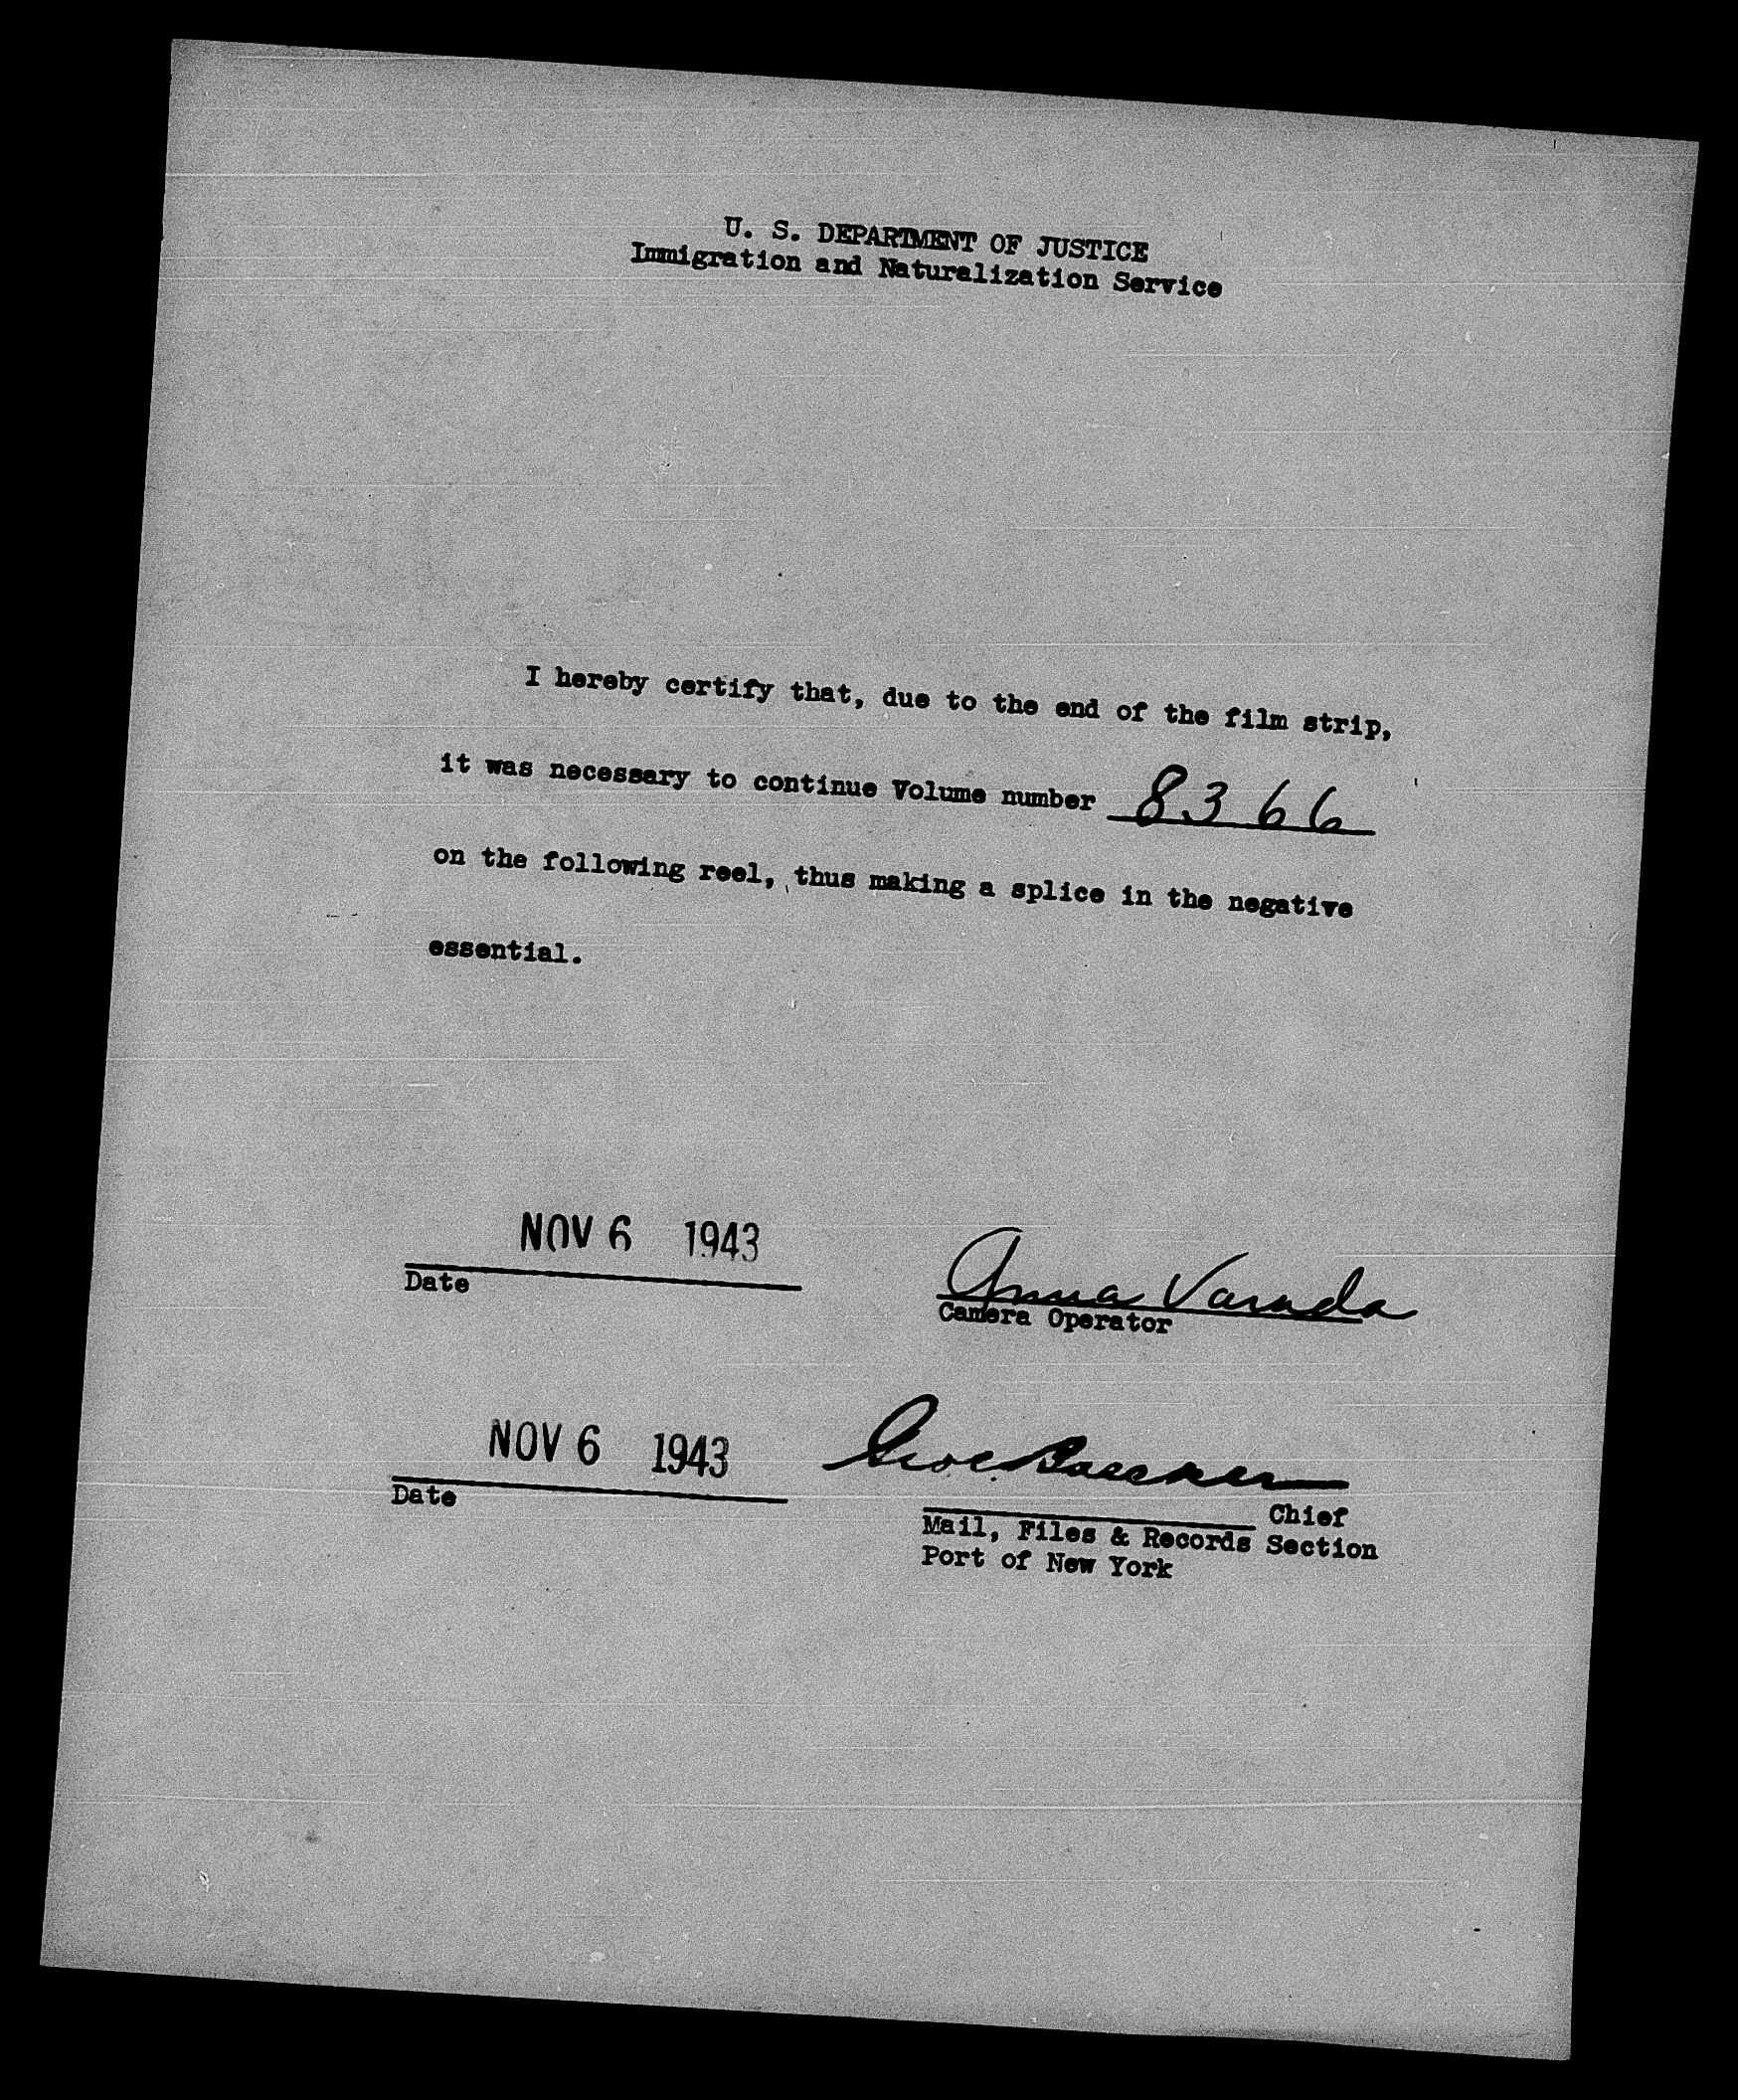 U. S. DEPARTMENT OF JUSTICE
Immigration and Naturalization Service
I hereby certify that, due to the end of the film strip,
it was necessary to continue Volume number 8366
on the following reel, thus making a splice in the negative
essential.
NOV 6 1943
Date
Anna Varada
Camera Operator
NOV 6 1943
Date
Chief
Mail, Files & Records Section
Port of New York